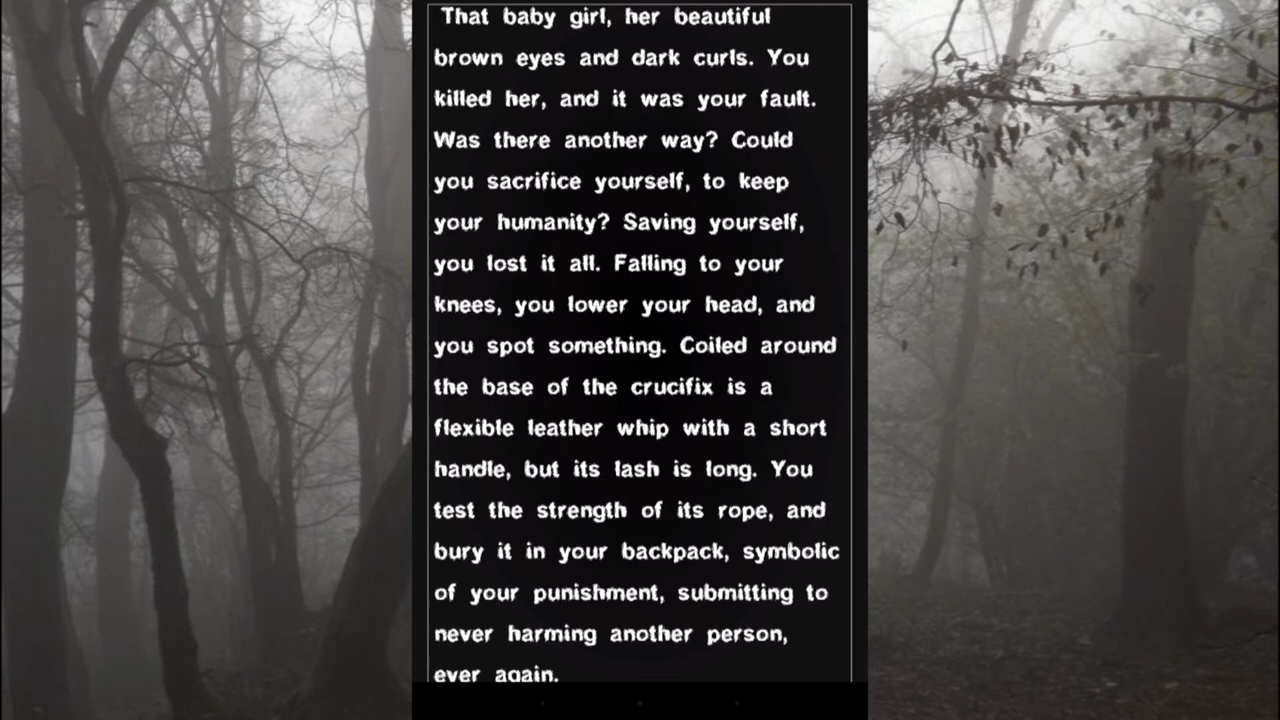 That baby girl, her beautiful
brown eyes and dark curls. You
killed her, and it was your fault.
Was there another way? Could
you sacrifice yourself, to keep
your humanity? Saving yourself,
you lost it all. Falling to your
knees, you lower your head, and
you spot something. Coiled around
the base of the crucifix is a
flexible leather whip with a short
handle, but its lash is long. You
test the strength of its rope, and
bury it in your backpack, symbolic
of your punishment, submitting to
never harming another person,
ever again.